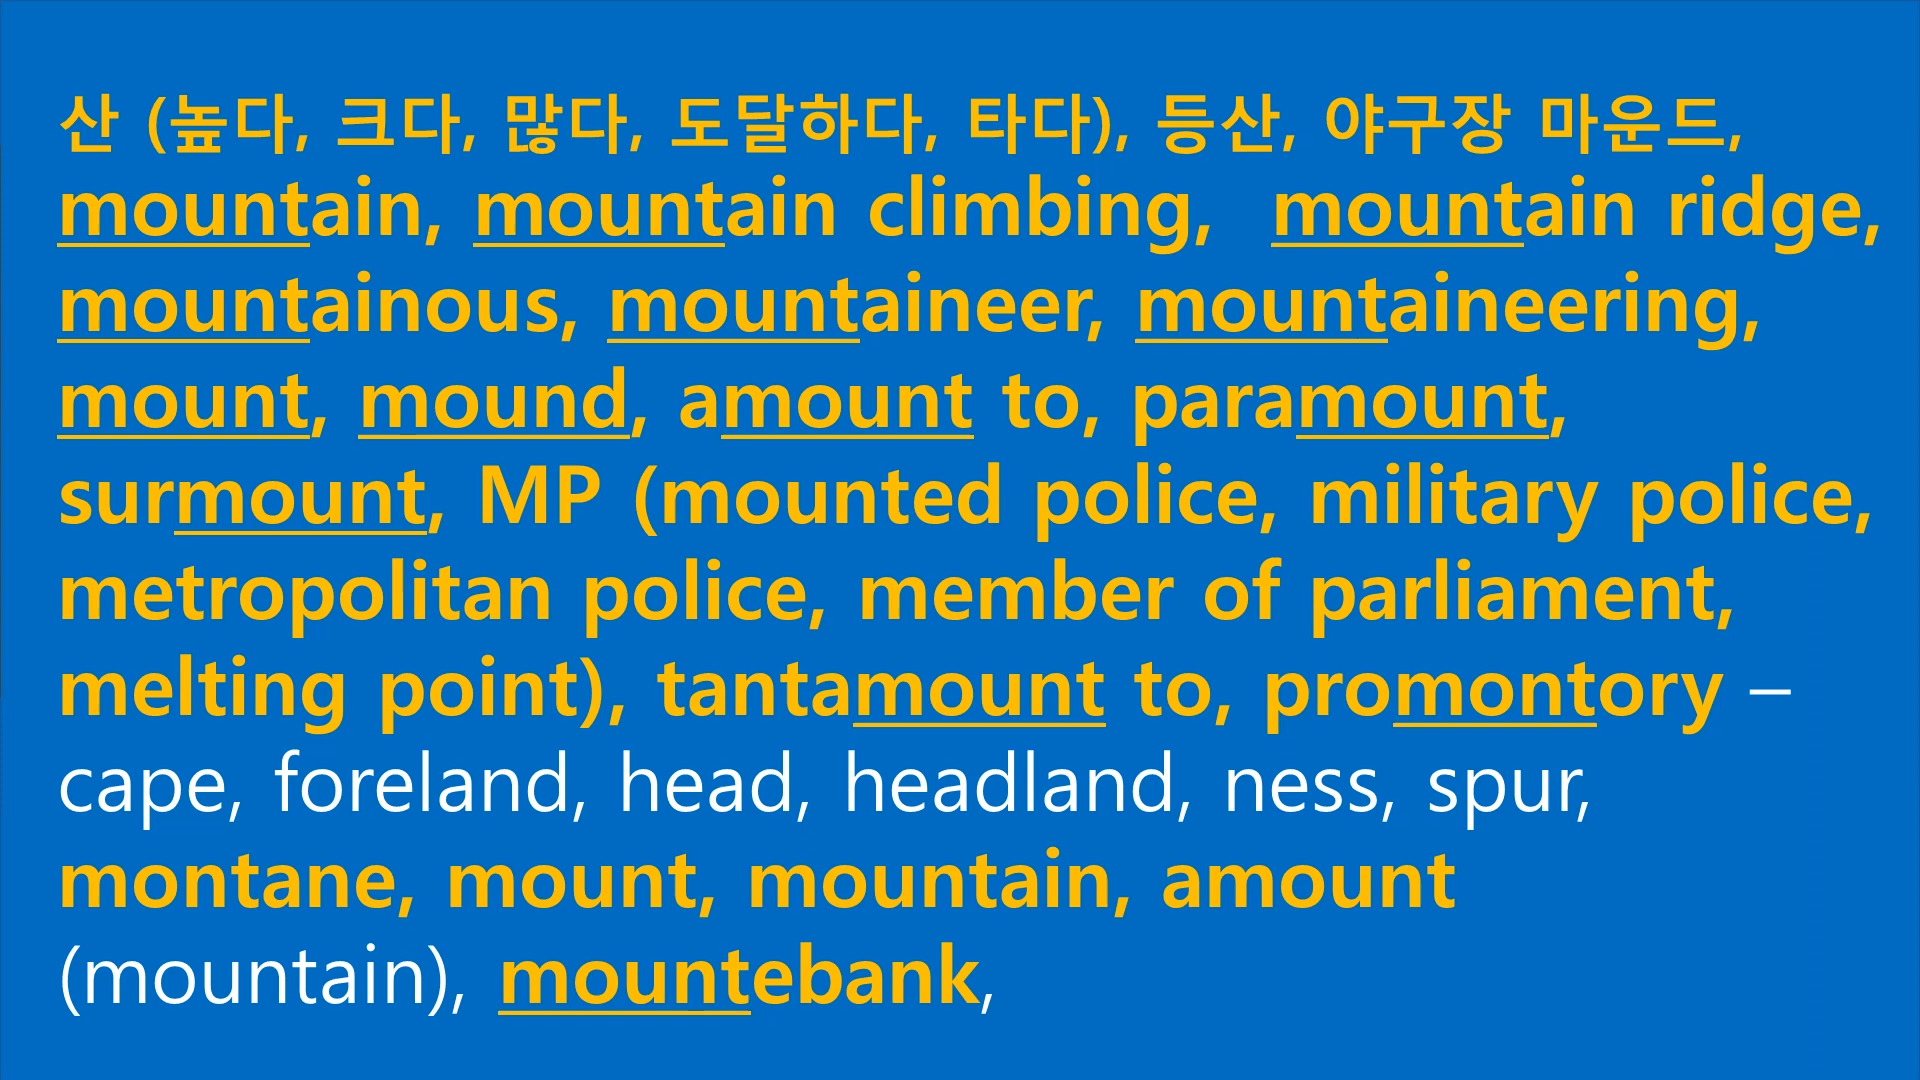 산 (높다, 크다, 많다, 도달하다, 타다), 등산, 야구장 마운드,
mountain, mountain climbing, mountain ridge,
mountainous, mountaineer, mountaineering,
mount, mound, amount to, paramount,
surmount, MP (mounted police, military police,
metropolitan police, member of parliament,
melting point), tantamount to, promontory –
cape, foreland, head, headland, ness, spur,
montane, mount, mountain, amount
(mountain), mountebank,